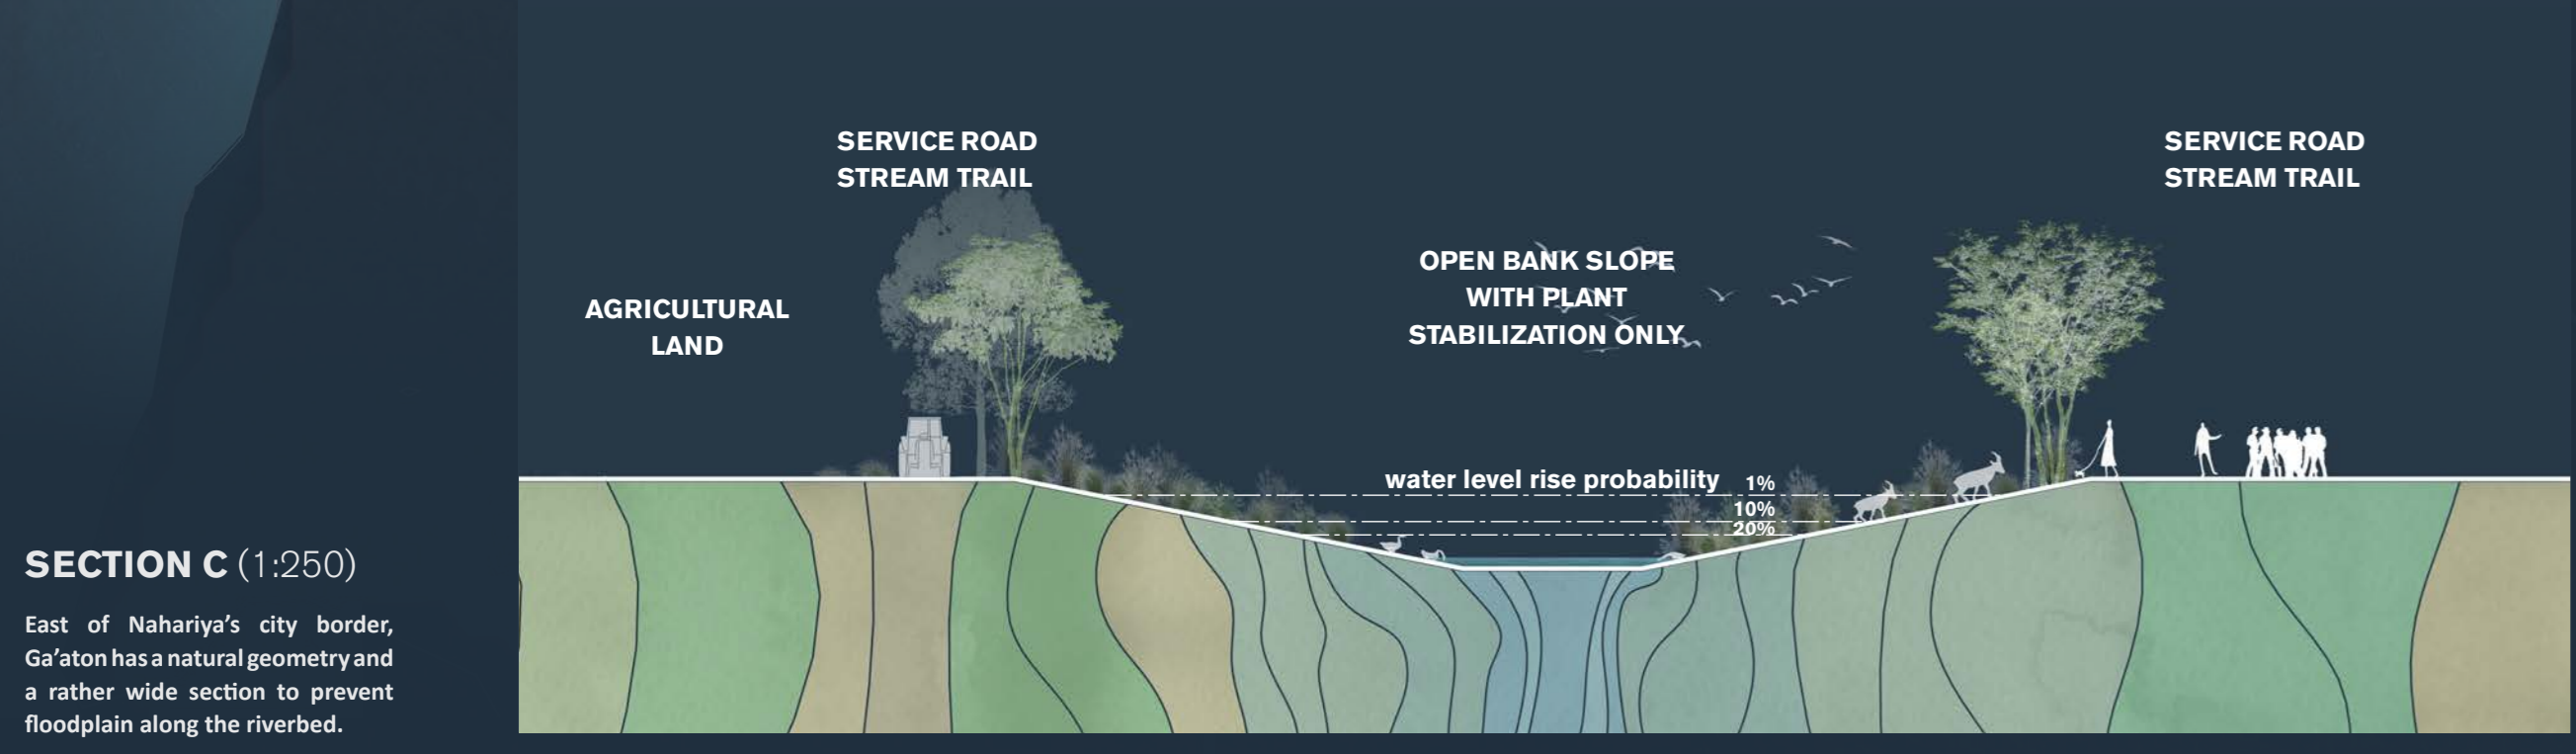 SERVICE ROAD
STREAM TRAIL
SERVICE ROAD
STREAM TRAIL
OPEN BANK SLOPE
WITH PLANT
STABILIZATION ONLY
AGRICULTURAL
LAND
water level rise probability 1%
10%
20%
SECTION C (1:250)
East of Nahariya’s city border,
Ga’aton has a natural geometry and
a rather wide section to prevent
floodplain along the riverbed.